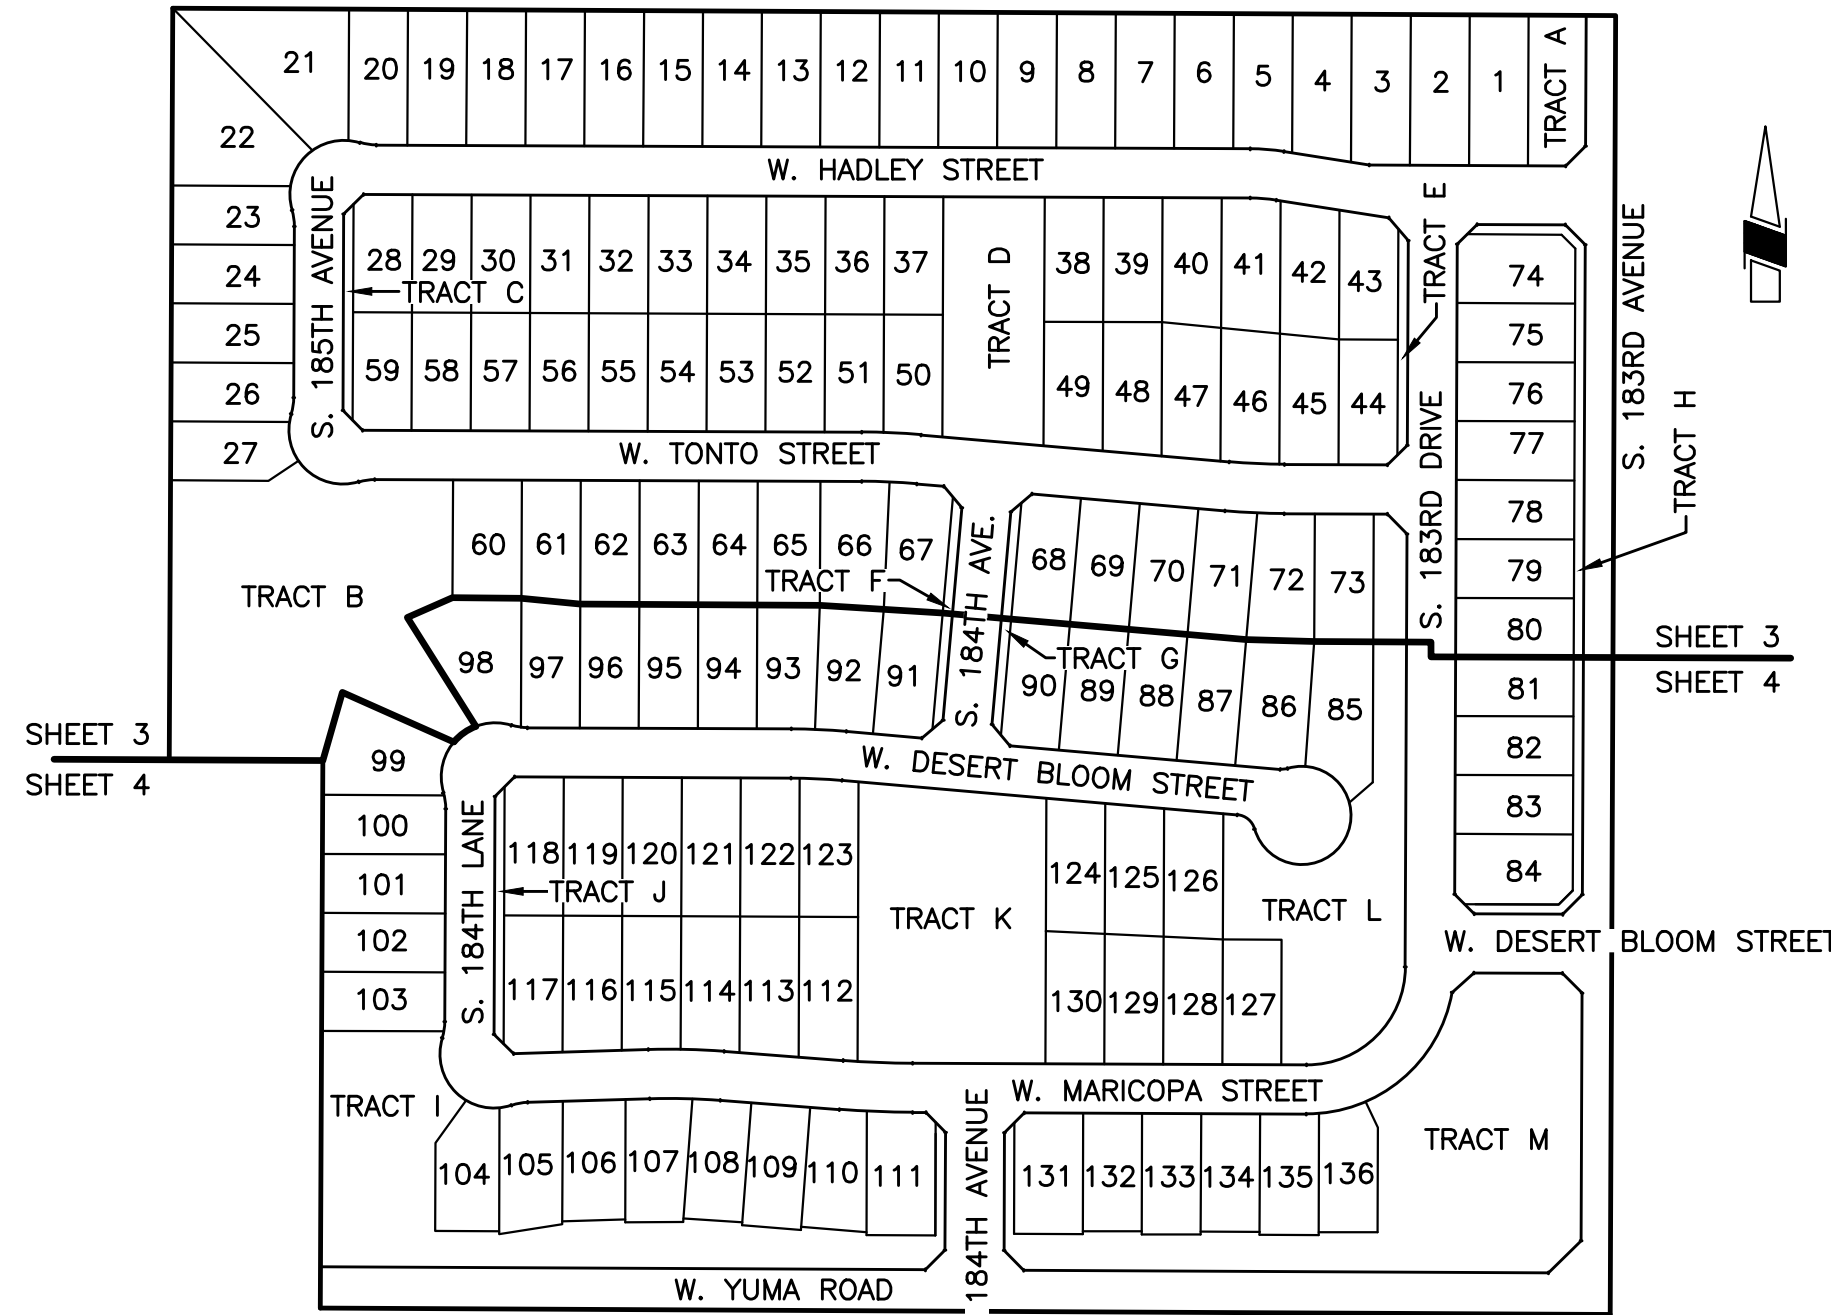 21 20 19 18 17 16 15 14 13 12 11 10 9 8 7 6 5 4 3 2 1 TRACT A
22
W. HADLEY STREET
23
24
25
26
27
S. 185TH AVENUE
28 29 30 31 32 33 34 35 36 37
TRACT C
TRACT D
38 39 40 41 42 43
TRACT E
59 58 57 56 55 54 53 52 51 50
49 48 47 46 45 44
W. TONTO STREET
S. 183RD DRIVE
74
75
76
77
78
79
80
S. 183RD AVENUE
TRACT H
60 61 62 63 64 65 66 67
TRACT F
S. 184TH AVE.
68 69 70 71 72 73
TRACT B
98 97 96 95 94 93 92 91
TRACT G
90 89 88 87 86 85
SHEET 3
SHEET 4
SHEET 3
SHEET 4
81
82
83
84
W. DESERT BLOOM STREET
99
100
101
102
103
S. 184TH LANE
118 119 120 121 122 123
TRACT J
117 116 115 114 113 112
TRACT K
124 125 126
130 129 128 127
TRACT L
W. DESERT BLOOM STREET
W. MARICOPA STREET
TRACT I
104 105 106 107 108 109 110 111
184TH AVENUE
131 132 133 134 135 136
TRACT M
W. YUMA ROAD